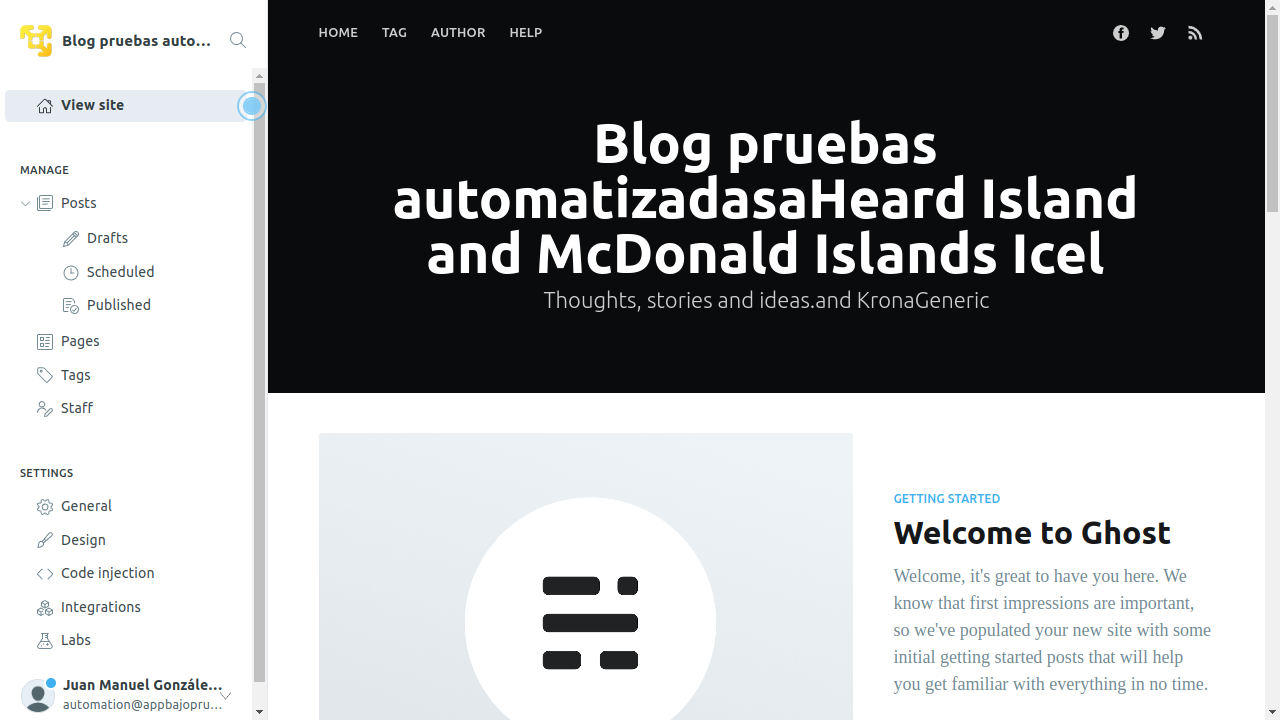 Blog pruebas auto…
View site
MANAGE
Posts
Drafts
Scheduled
Published
Pages
Tags
Staff
SETTINGS
General
Design
Code injection
Integrations
Labs
Juan Manuel Gonzále…
automation@appbajopru…
HOME TAG AUTHOR HELP
Blog pruebas
automatizadasaHeard Island
and McDonald Islands Icel
Thoughts, stories and ideas.and KronaGeneric
GETTING STARTED
Welcome to Ghost
Welcome, it's great to have you here. We
know that first impressions are important,
so we've populated your new site with some
initial getting started posts that will help
you get familiar with everything in no time.